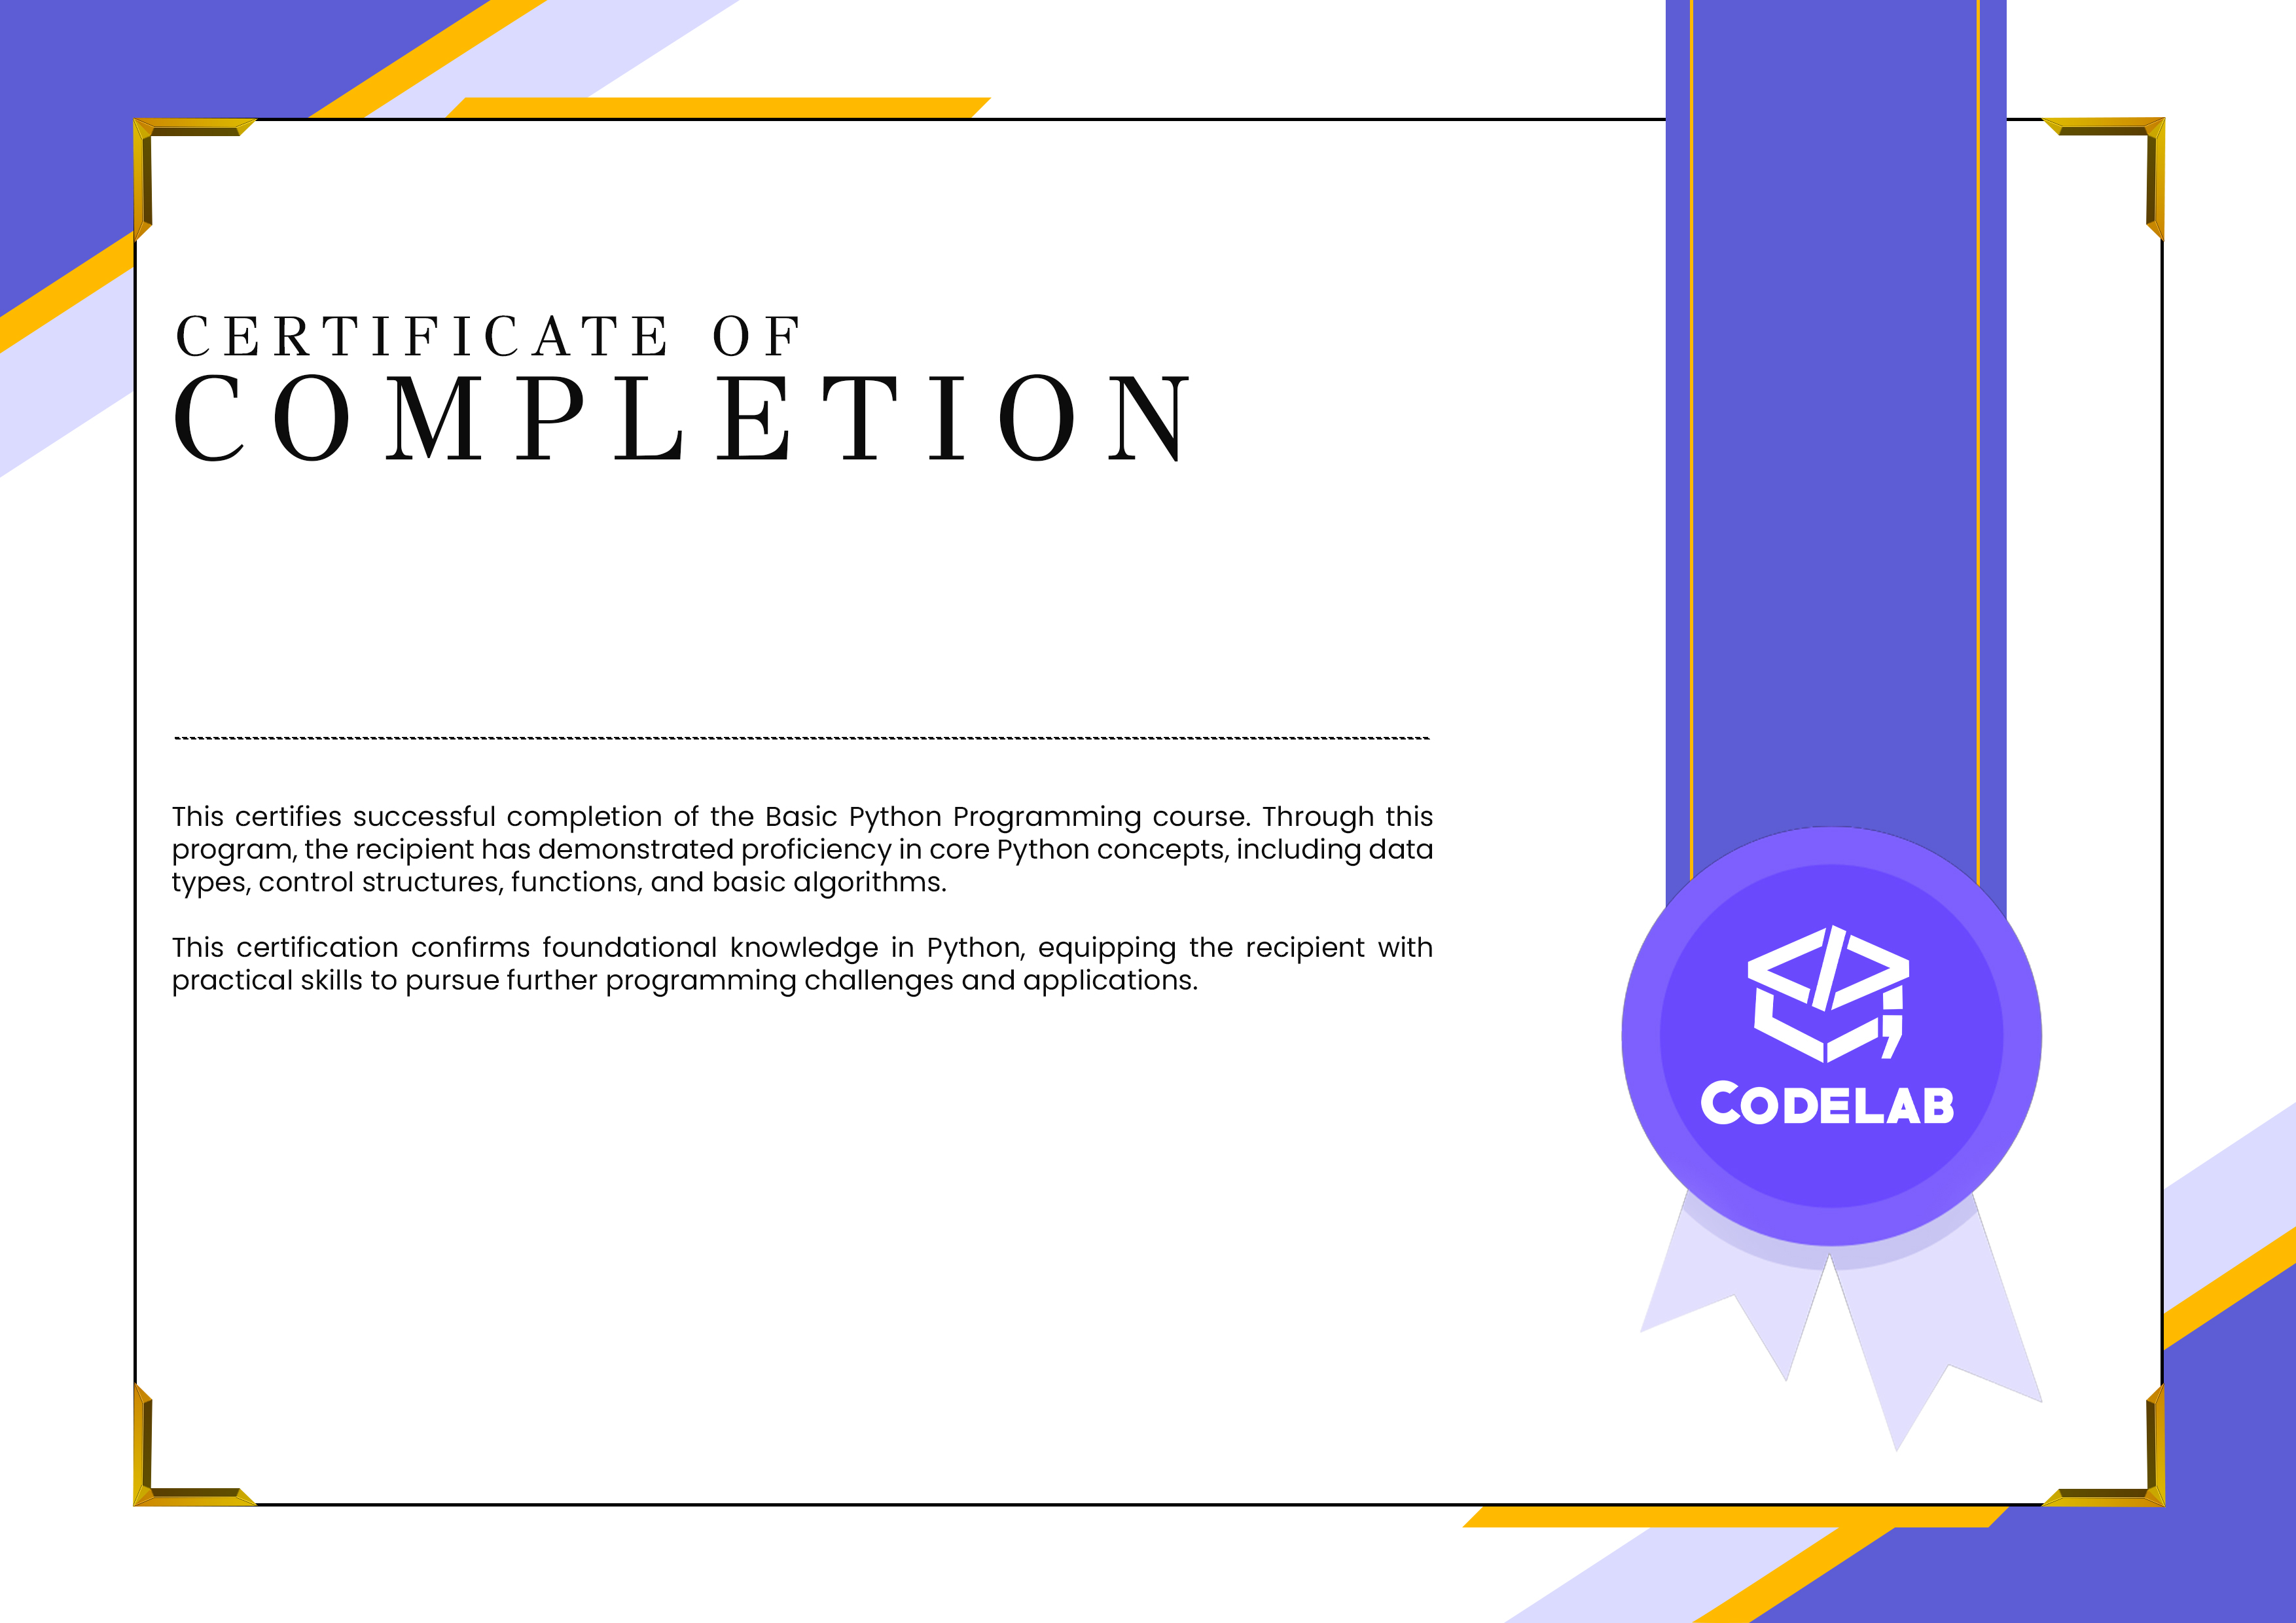 CERTIFICATE OF
COMPLETION
This certifies successful completion of the Basic Python Programming course. Through this
program, the recipient has demonstrated proficiency in core Python concepts, including data
types, control structures, functions, and basic algorithms.
This certification confirms foundational knowledge in Python, equipping the recipient with
practical skills to pursue further programming challenges and applications.
CODELAB